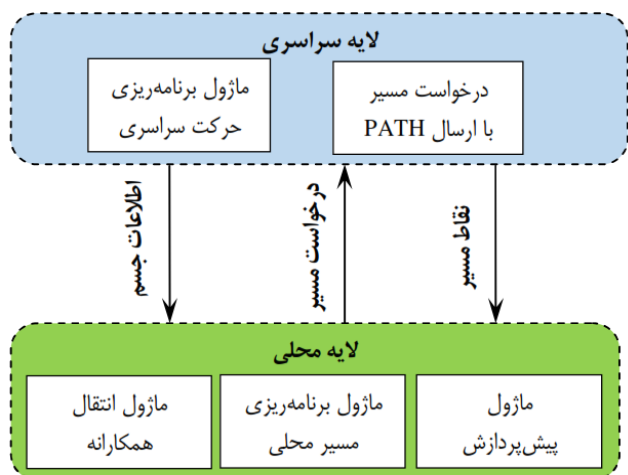 لایه سراسری
درخواست مسیر
با ارسال PATH
ماژول برنامه‌ریزی
حرکت سراسری
نقاط مسیر
درخواست مسیر
اطلاعات جسم
لایه محلی
ماژول
پیش‌پردازش
ماژول برنامه‌ریزی
مسیر محلی
ماژول انتقال
همکارانه